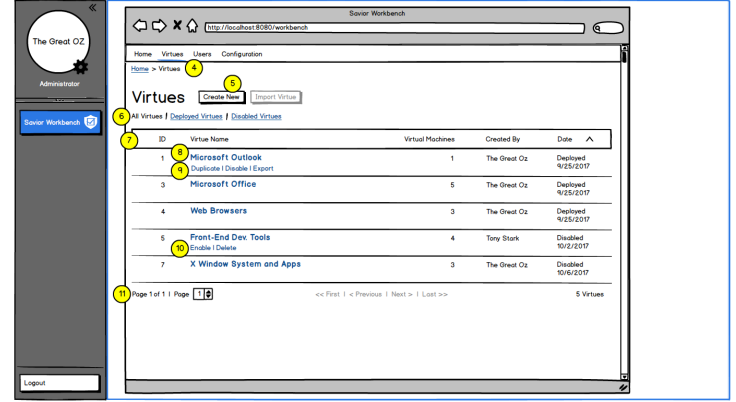 The Great OZ
Administrator
Savior Workbench
Logout
Savior Workbench
http://localhost:8080/workbench
Home Virtues Users Configuration
Home > Virtues 4
5
Virtues Create New Import Virtue
6 All Virtues | Deployed Virtues | Disabled Virtues
7 ID Virtue Name Virtual Machines Created By Date
8
1 Microsoft Outlook 1 The Great Oz Deployed
9 Duplicate | Disable | Export 9/25/2017
3 Microsoft Office 5 The Great Oz Deployed
9/25/2017
4 Web Browsers 3 The Great Oz Deployed
9/25/2017
5 Front-End Dev. Tools 4 Tony Stark Disabled
10 Enable | Delete 10/2/2017
7 X Window System and Apps 3 The Great Oz Disabled
10/6/2017
11 Page 1 of 1 | Page 1 << First | < Previous | Next > | Last >> 5 Virtues